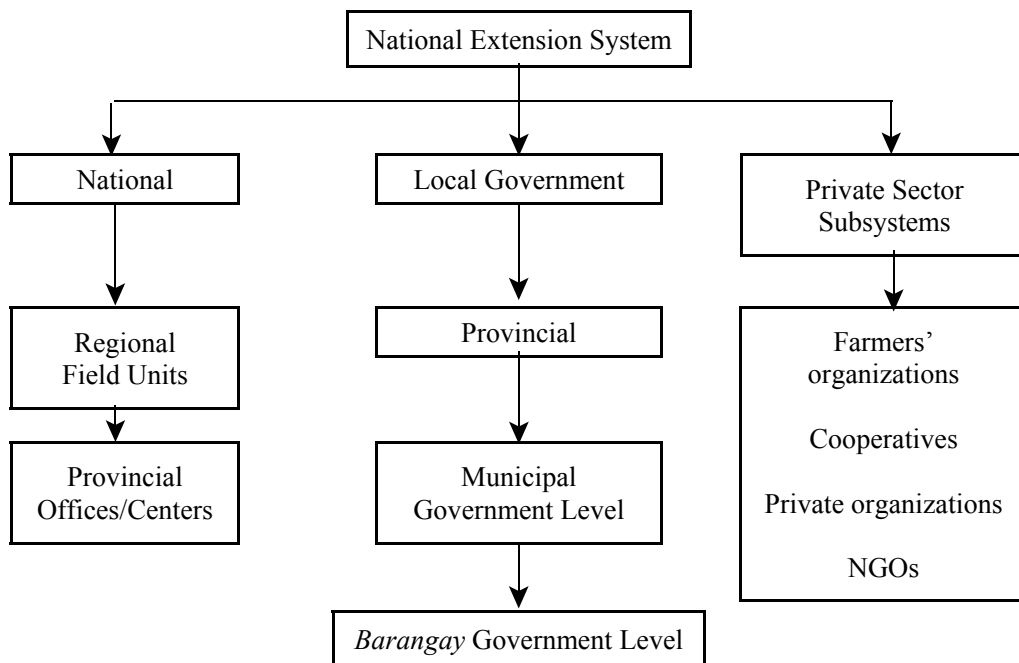 National Extension System
National
Local Government
Private Sector
Subsystems
Regional
Field Units
Provincial
Farmers’
organizations
Cooperatives
Private organizations
NGOs
Provincial
Offices/Centers
Municipal
Government Level
Barangay Government Level